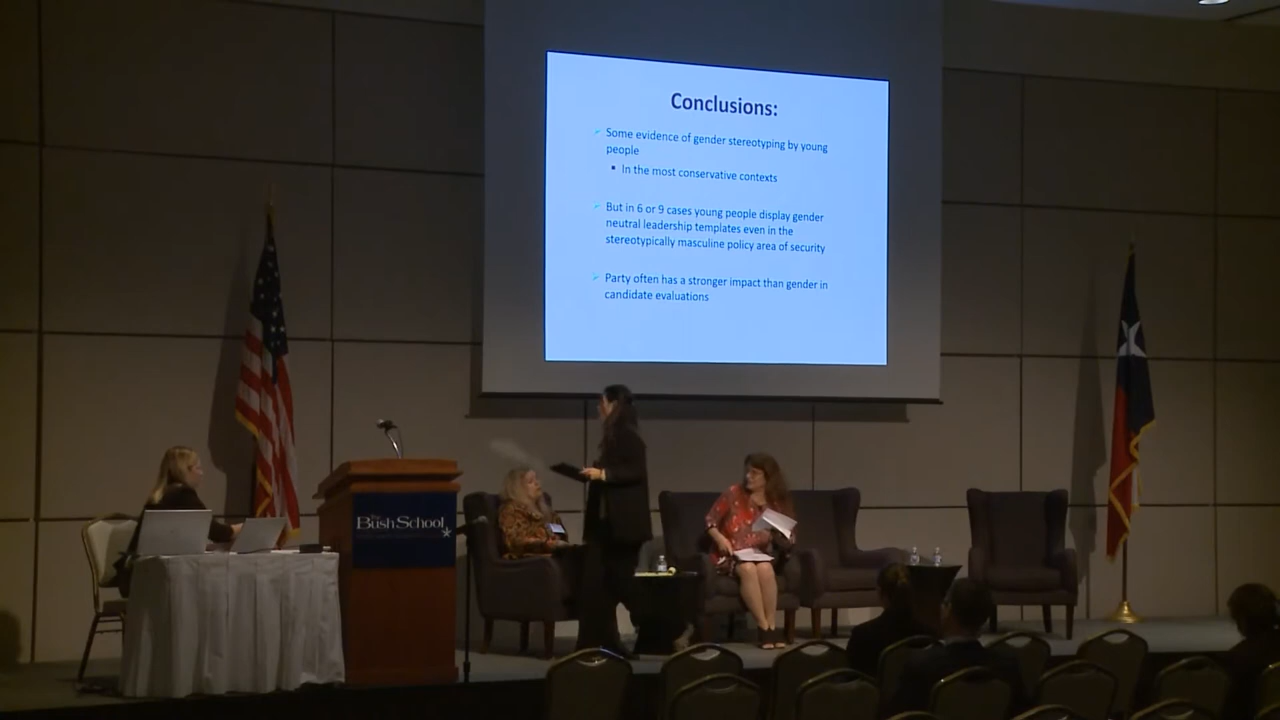 Conclusions:
Some evidence of gender stereotyping by young
people
In the most conservative contexts
But in 6 or 9 cases young people display gender
neutral leadership templates even in the
stereotypically masculine policy area of security
Party often has a stronger impact than gender in
candidate evaluations
The
Bush School